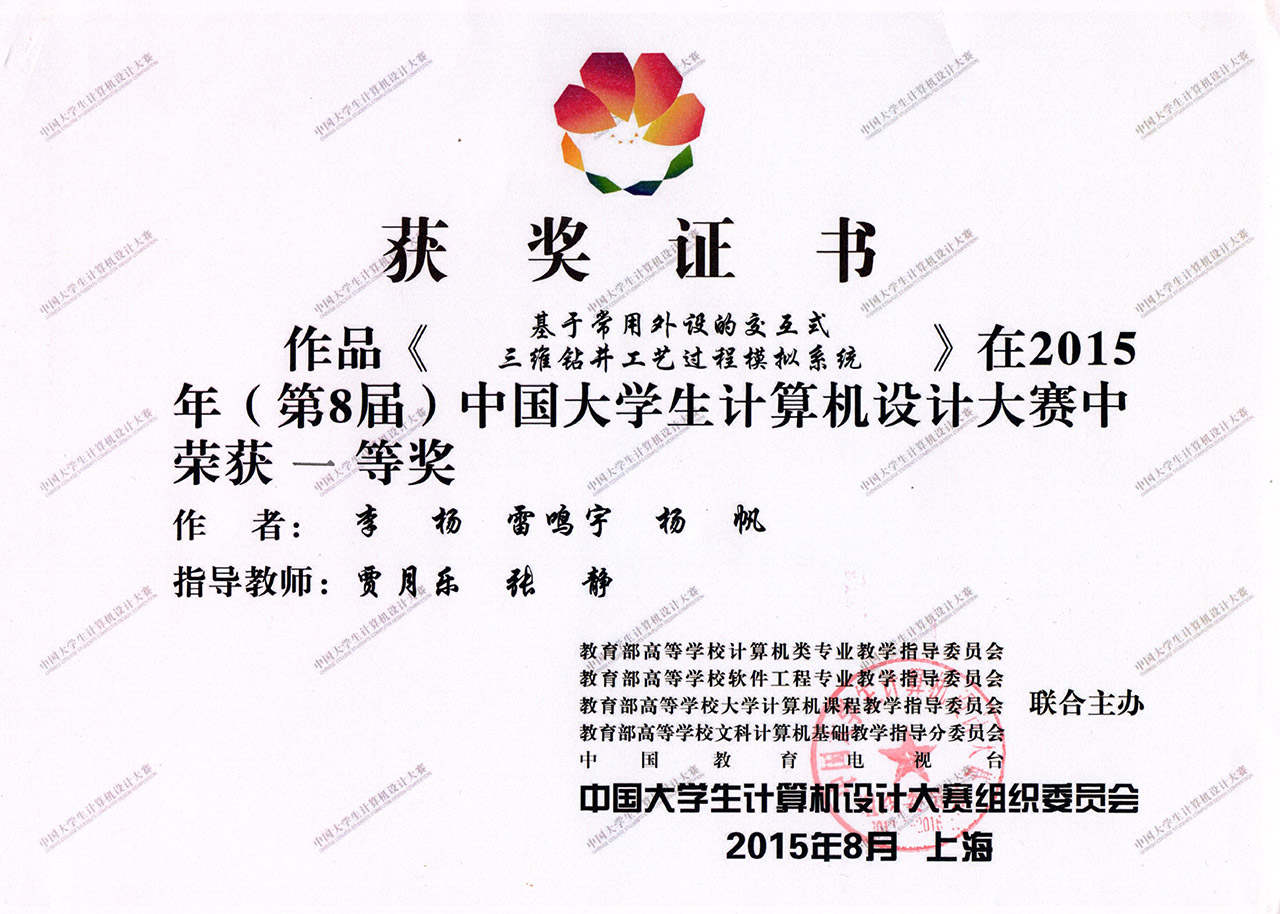 获奖证书
作品《基于常用外设的交互式
三维钻井工艺过程模拟系统》在2015
年（第8届）中国大学生计算机设计大赛中
荣获 一 等奖
作 者： 李 杨 雷鸣宇 杨 帆
指导教师： 贾月乐 张 静
教育部高等学校计算机类专业教学指导委员会
教育部高等学校软件工程专业教学指导委员会
教育部高等学校大学计算机课程教学指导委员会 联合主办
教育部高等学校文科计算机基础教学指导分委员会
中国教育电视台
中国大学生计算机设计大赛组织委员会
2015年8月 上海
中国大学生计算机设计大赛
CHINESE COLLEGE STUDENTS COMPUTER DESIGN COMPETITION